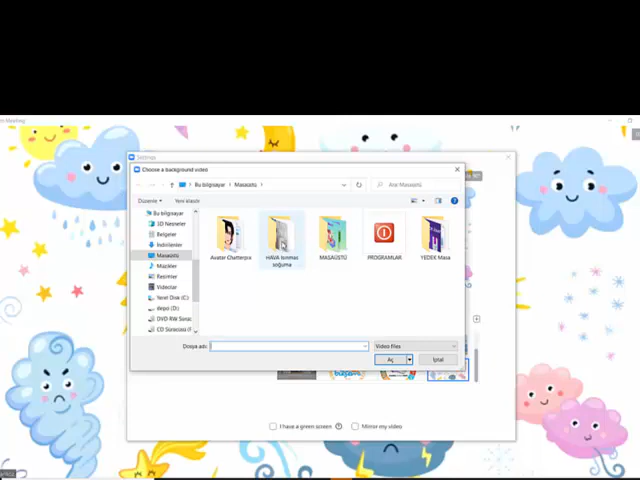 Settings
Choose a background video
Bu bilgisayar > Masaüstü >
Ara: Masaüstü
Düzenle
Yeni klasör
Bu bilgisayar
3D Nesneler
Belgeler
İndirilenler
Masaüstü
Müzikler
Resimler
Videolar
Yerel Disk (C:)
depo (D:)
DVD RW Sürücü
CD Sürücüsü (F
Avatar Chatterpix
HAVA Isınması
soğuma
MASAÜSTÜ
PROGRAMLAR
YEDEK Masa
Dosya adı:
Video Files
Aç
İptal
I have a green screen
Mirror my video